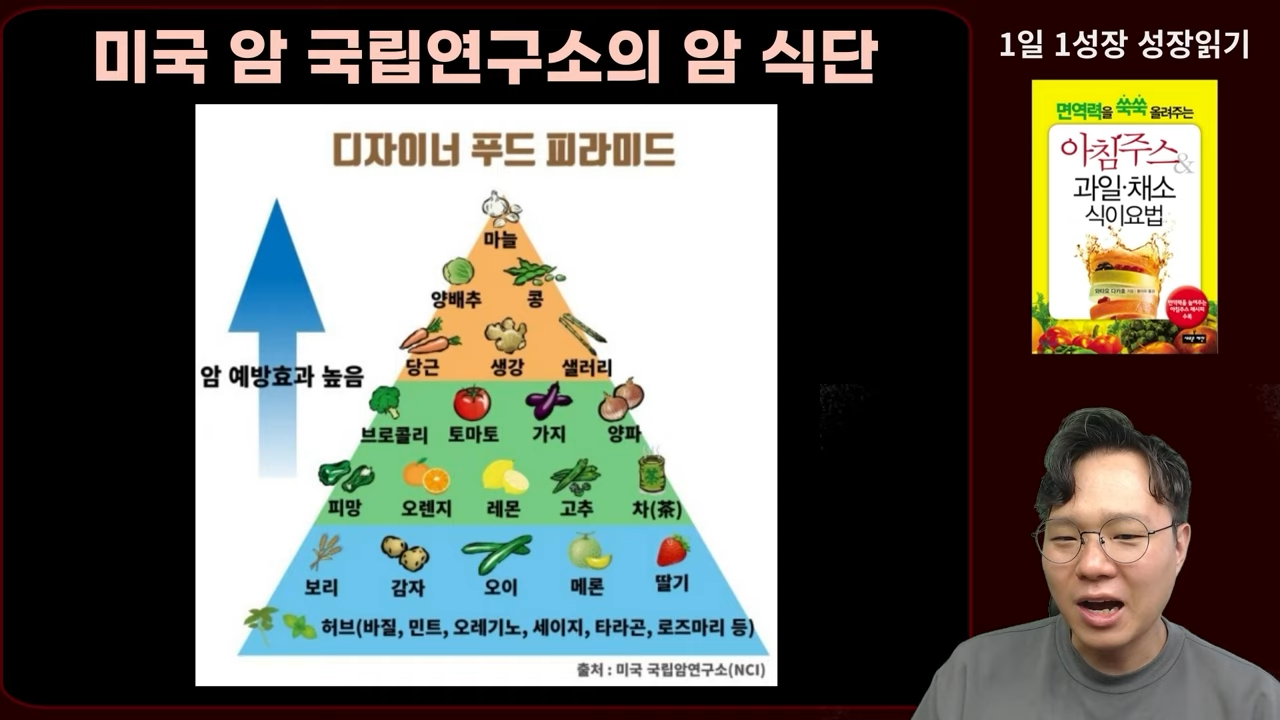 미국 암 국립연구소의 암 식단
디자이너 푸드 피라미드
마늘
양배추 콩
당근 생강 샐러리
암 예방효과 높음
브로콜리 토마토 가지 양파
피망 오렌지 레몬 고추 차(茶)
보리 감자 오이 메론 딸기
허브(바질, 민트, 오레기노, 세이지, 타라곤, 로즈마리 등)
출처 : 미국 국립암연구소(NCI)
1일 1성장 성장읽기
면역력을 쑥쑥 올려주는
아침주스&
과일·채소
식이요법